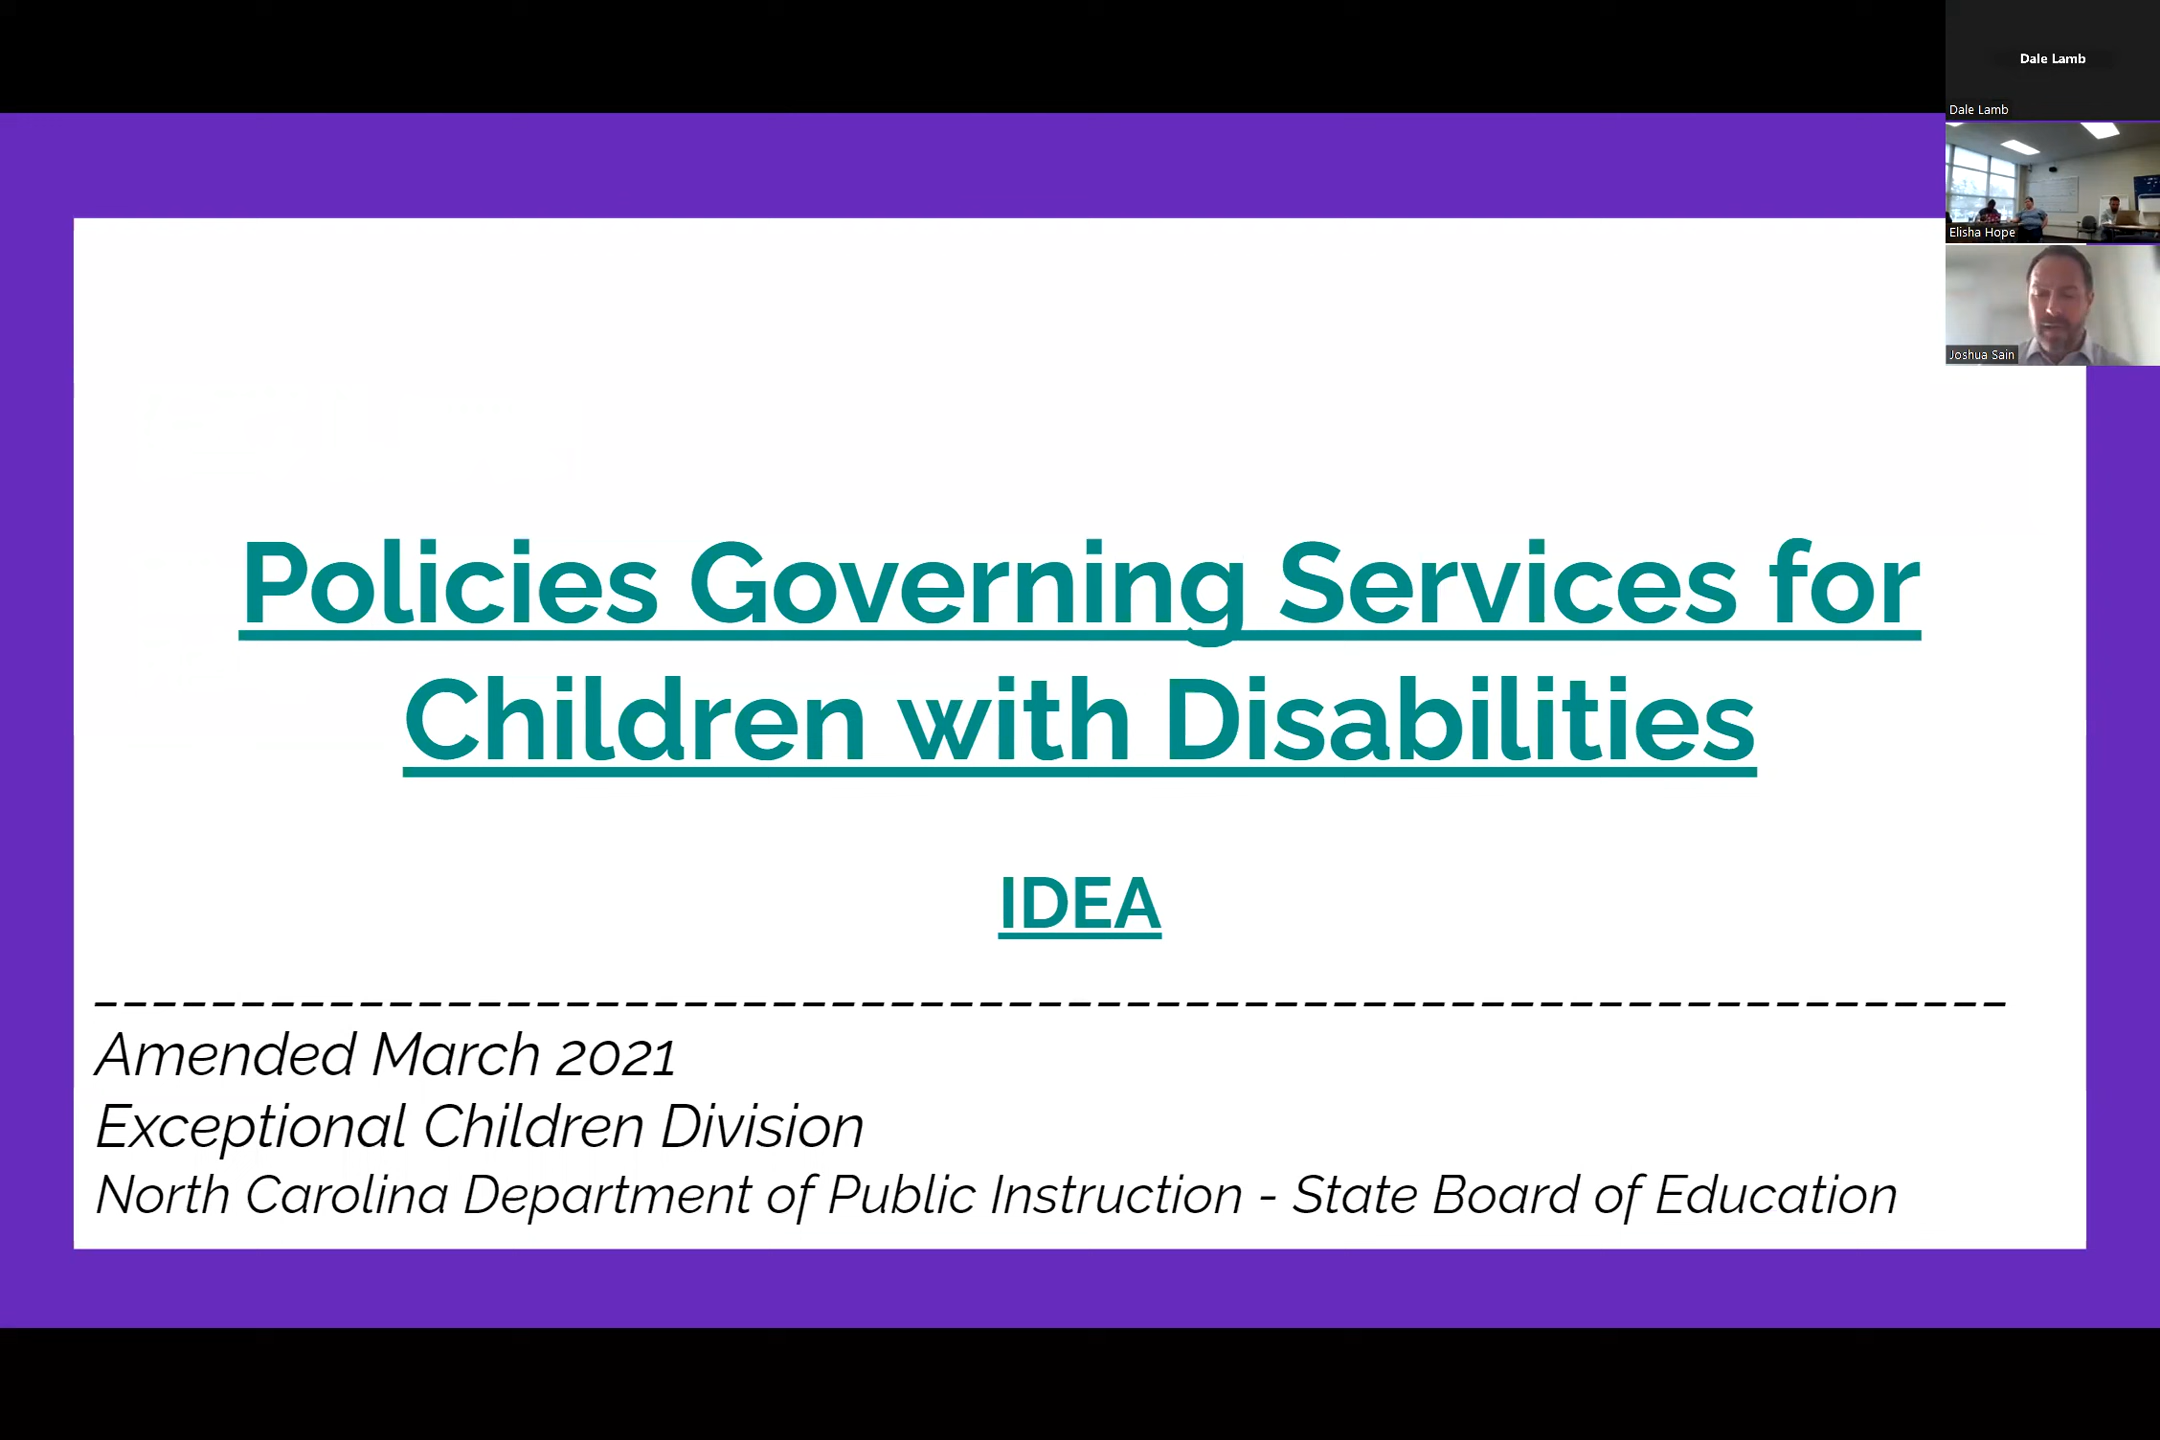 Dale Lamb
Dale Lamb
Elisha Hope
Joshua Sain
Policies Governing Services for
Children with Disabilities
IDEA
Amended March 2021
Exceptional Children Division
North Carolina Department of Public Instruction - State Board of Education